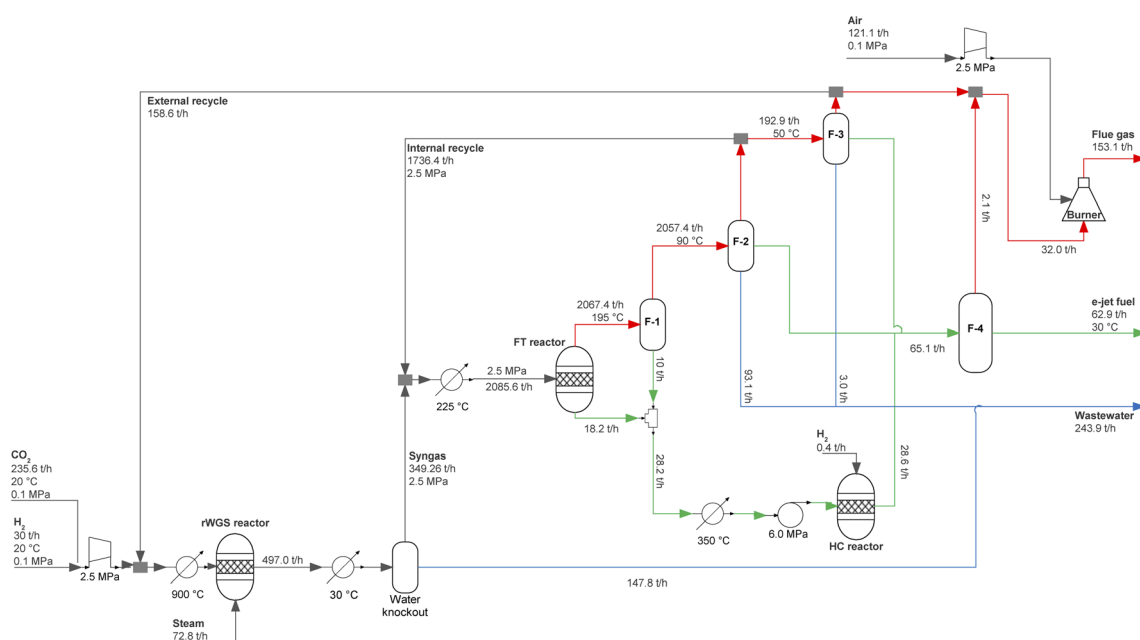 Air
121.1 t/h
0.1 MPa
2.5 MPa
External recycle
158.6 t/h
192.9 t/h
50 °C
F-3
Internal recycle
1736.4 t/h
2.5 MPa
Flue gas
153.1 t/h
Burner
2.1 t/h
32.0 t/h
2057.4 t/h
90 °C
F-2
2067.4 t/h
195 °C
F-1
e-jet fuel
62.9 t/h
30 °C
F-4
65.1 t/h
FT reactor
2.5 MPa
2085.6 t/h
225 °C
10 t/h
93.1 t/h
3.0 t/h
18.2 t/h
Wastewater
243.9 t/h
H2
0.4 t/h
28.6 t/h
28.2 t/h
Syngas
349.26 t/h
2.5 MPa
CO2
235.6 t/h
20 °C
0.1 MPa
H2
30 t/h
20 °C
0.1 MPa
rWGS reactor
497.0 t/h
2.5 MPa
900 °C
30 °C
350 °C
6.0 MPa
HC reactor
147.8 t/h
Water
knockout
Steam
72.8 t/h